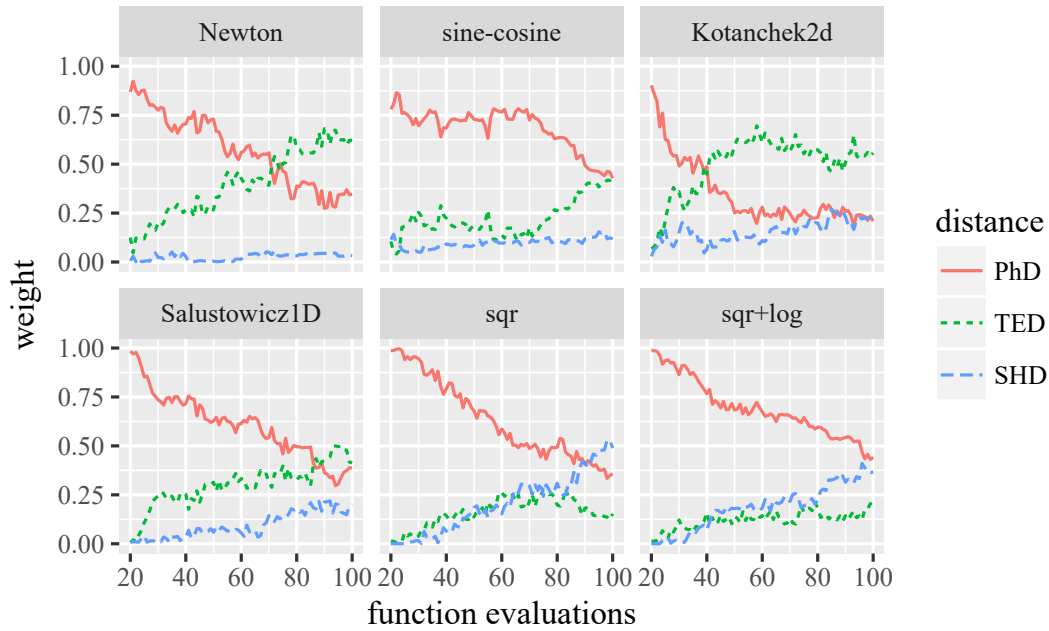 Newton sine-cosine Kotanchek2d
1.00
0.75
0.50
0.25
0.00
Salustowicz1D sqr sqr+log
1.00
0.75
0.50
0.25
0.00
20 40 60 80 100 20 40 60 80 100 20 40 60 80 100
function evaluations
weight
distance
PhD
TED
SHD